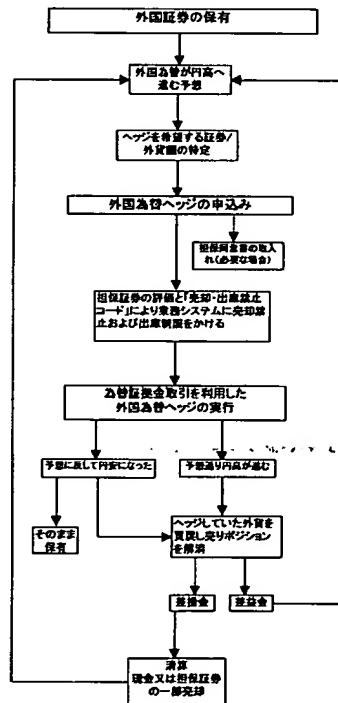 外国証券の保有
外国為替が円高へ
進む予想
ヘッジを希望する証券/
外貨額の特定
外国為替ヘッジの申込み
担保同意書の取入
れ(必要な場合)
担保証券の評価と「売却・出庫禁止
コード」により業務システムに売却禁
止および出庫制限をかける
為替証拠金取引を利用した
外国為替ヘッジの実行
予想に反して円安になった
予想通り円高が進む
そのまま
保有
ヘッジしていた外貨を
買戻し売りポジション
を解消
差損金
差益金
清算
現金又は担保証券
の一部売却